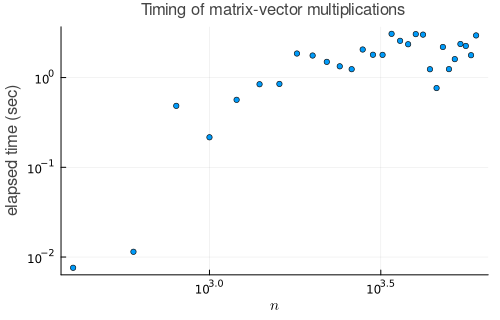 Timing of matrix-vector multiplications
elapsed time (sec)
10^0
10^-1
10^-2
10^3.0
10^3.5
n